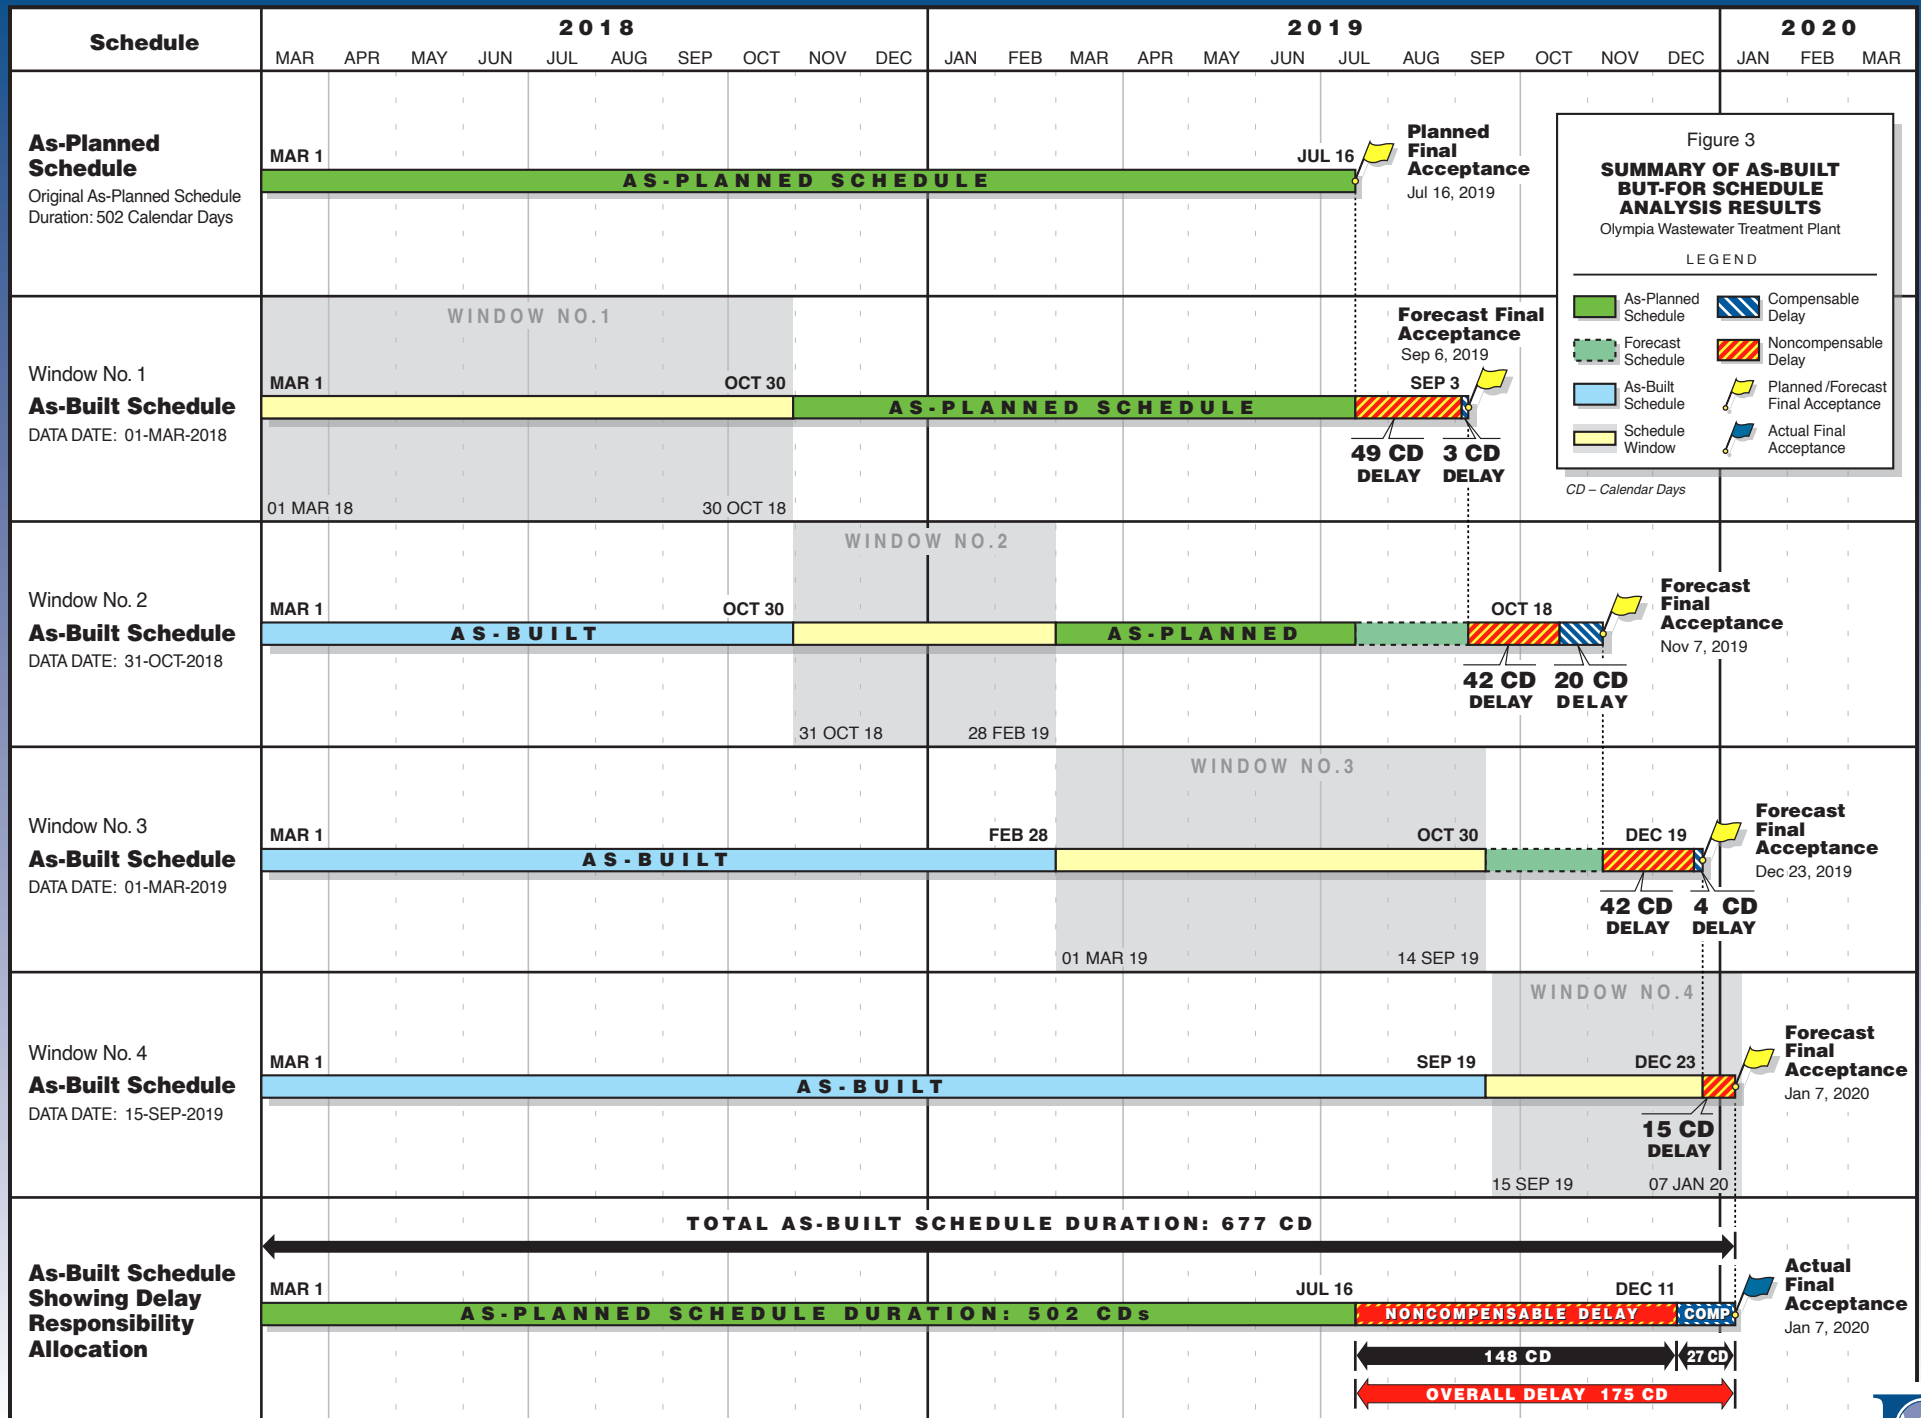 Schedule
2018
2019
2020
MAR APR MAY JUN JUL AUG SEP OCT NOV DEC JAN FEB MAR APR MAY JUN JUL AUG SEP OCT NOV DEC JAN FEB MAR
As-Planned
Schedule
Original As-Planned Schedule
Duration: 502 Calendar Days
MAR 1
JUL 16
AS-PLANNED SCHEDULE
Planned
Final
Acceptance
Jul 16, 2019
Figure 3
SUMMARY OF AS-BUILT
BUT-FOR SCHEDULE
ANALYSIS RESULTS
Olympia Wastewater Treatment Plant
LEGEND
As-Planned
Schedule
Compensable
Delay
Forecast
Schedule
Noncompensable
Delay
As-Built
Schedule
Planned /Forecast
Final Acceptance
Schedule
Window
Actual Final
Acceptance
CD – Calendar Days
Window No. 1
As-Built Schedule
DATA DATE: 01-MAR-2018
WINDOW NO.1
MAR 1
OCT 30
AS-PLANNED SCHEDULE
SEP 3
Forecast Final
Acceptance
Sep 6, 2019
49 CD
DELAY
3 CD
DELAY
01 MAR 18
30 OCT 18
Window No. 2
As-Built Schedule
DATA DATE: 31-OCT-2018
WINDOW NO.2
MAR 1
OCT 30
AS-BUILT
AS-PLANNED
OCT 18
Forecast
Final
Acceptance
Nov 7, 2019
42 CD
DELAY
20 CD
DELAY
31 OCT 18
28 FEB 19
Window No. 3
As-Built Schedule
DATA DATE: 01-MAR-2019
WINDOW NO.3
MAR 1
FEB 28
OCT 30
DEC 19
AS-BUILT
Forecast
Final
Acceptance
Dec 23, 2019
42 CD
DELAY
4 CD
DELAY
01 MAR 19
14 SEP 19
Window No. 4
As-Built Schedule
DATA DATE: 15-SEP-2019
WINDOW NO.4
MAR 1
SEP 19
DEC 23
AS-BUILT
Forecast
Final
Acceptance
Jan 7, 2020
15 CD
DELAY
15 SEP 19
07 JAN 20
As-Built Schedule
Showing Delay
Responsibility
Allocation
TOTAL AS-BUILT SCHEDULE DURATION: 677 CD
MAR 1
JUL 16
DEC 11
AS-PLANNED SCHEDULE DURATION: 502 CDs
NONCOMPENSABLE DELAY
COMP
Actual
Final
Acceptance
Jan 7, 2020
148 CD
27 CD
OVERALL DELAY 175 CD